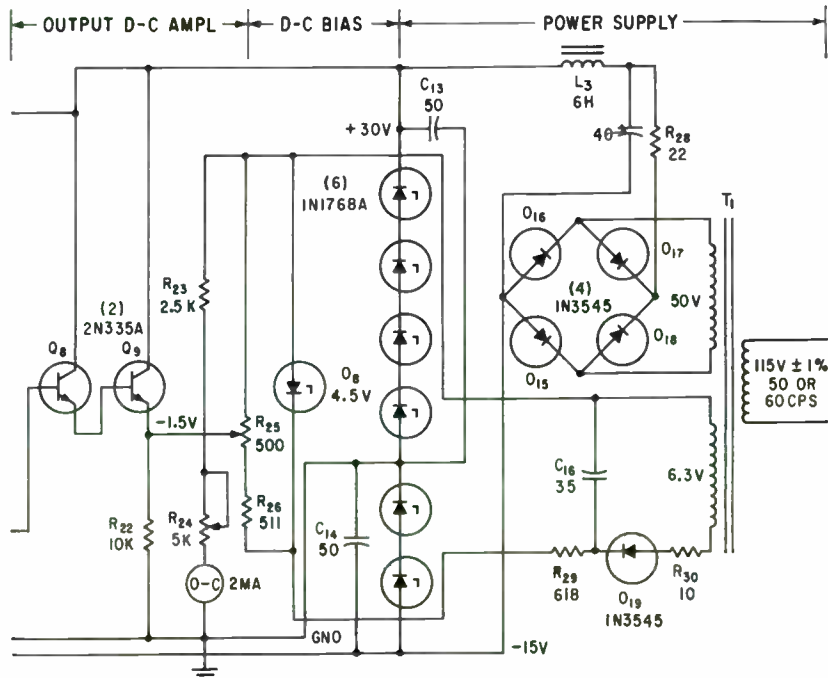 OUTPUT D-C AMPL
D-C BIAS
POWER SUPPLY
C13
50
L3
6H
+30V
40
R28
22
(6)
1N1768A
T1
O16
O17
R23
2.5K
(4)
1N3545
50V
(2)
2N335A
Q8
Q9
O8
4.5V
O15
O18
115V ± 1%
50 OR
60CPS
-1.5V
R25
500
C16
35
6.3V
R22
10K
R24
5K
R26
511
C14
50
O-C
2MA
R29
618
O19
1N3545
R30
10
GNO
-15V